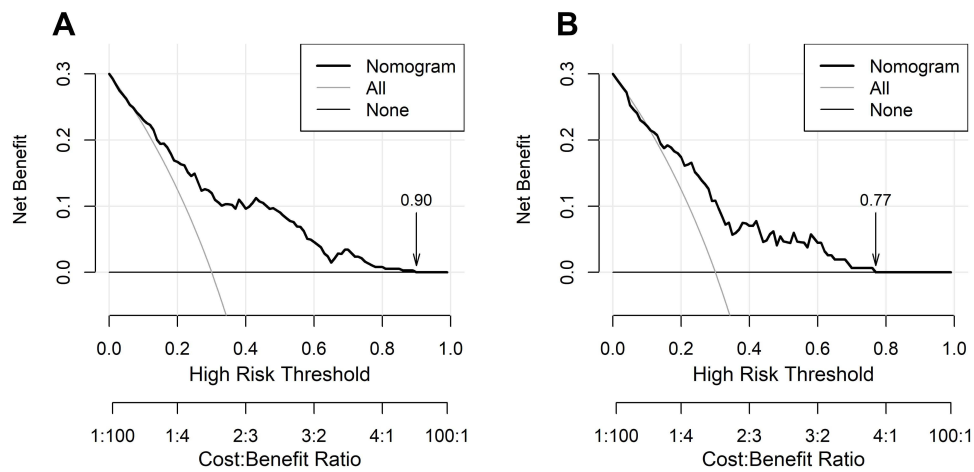 A
Nomogram
All
None
0.3
0.2
0.1
0.0
Net Benefit
0.90
0.0 0.2 0.4 0.6 0.8 1.0
High Risk Threshold
1:100 1:4 2:3 3:2 4:1 100:1
Cost:Benefit Ratio
B
Nomogram
All
None
0.3
0.2
0.1
0.0
Net Benefit
0.77
0.0 0.2 0.4 0.6 0.8 1.0
High Risk Threshold
1:100 1:4 2:3 3:2 4:1 100:1
Cost:Benefit Ratio